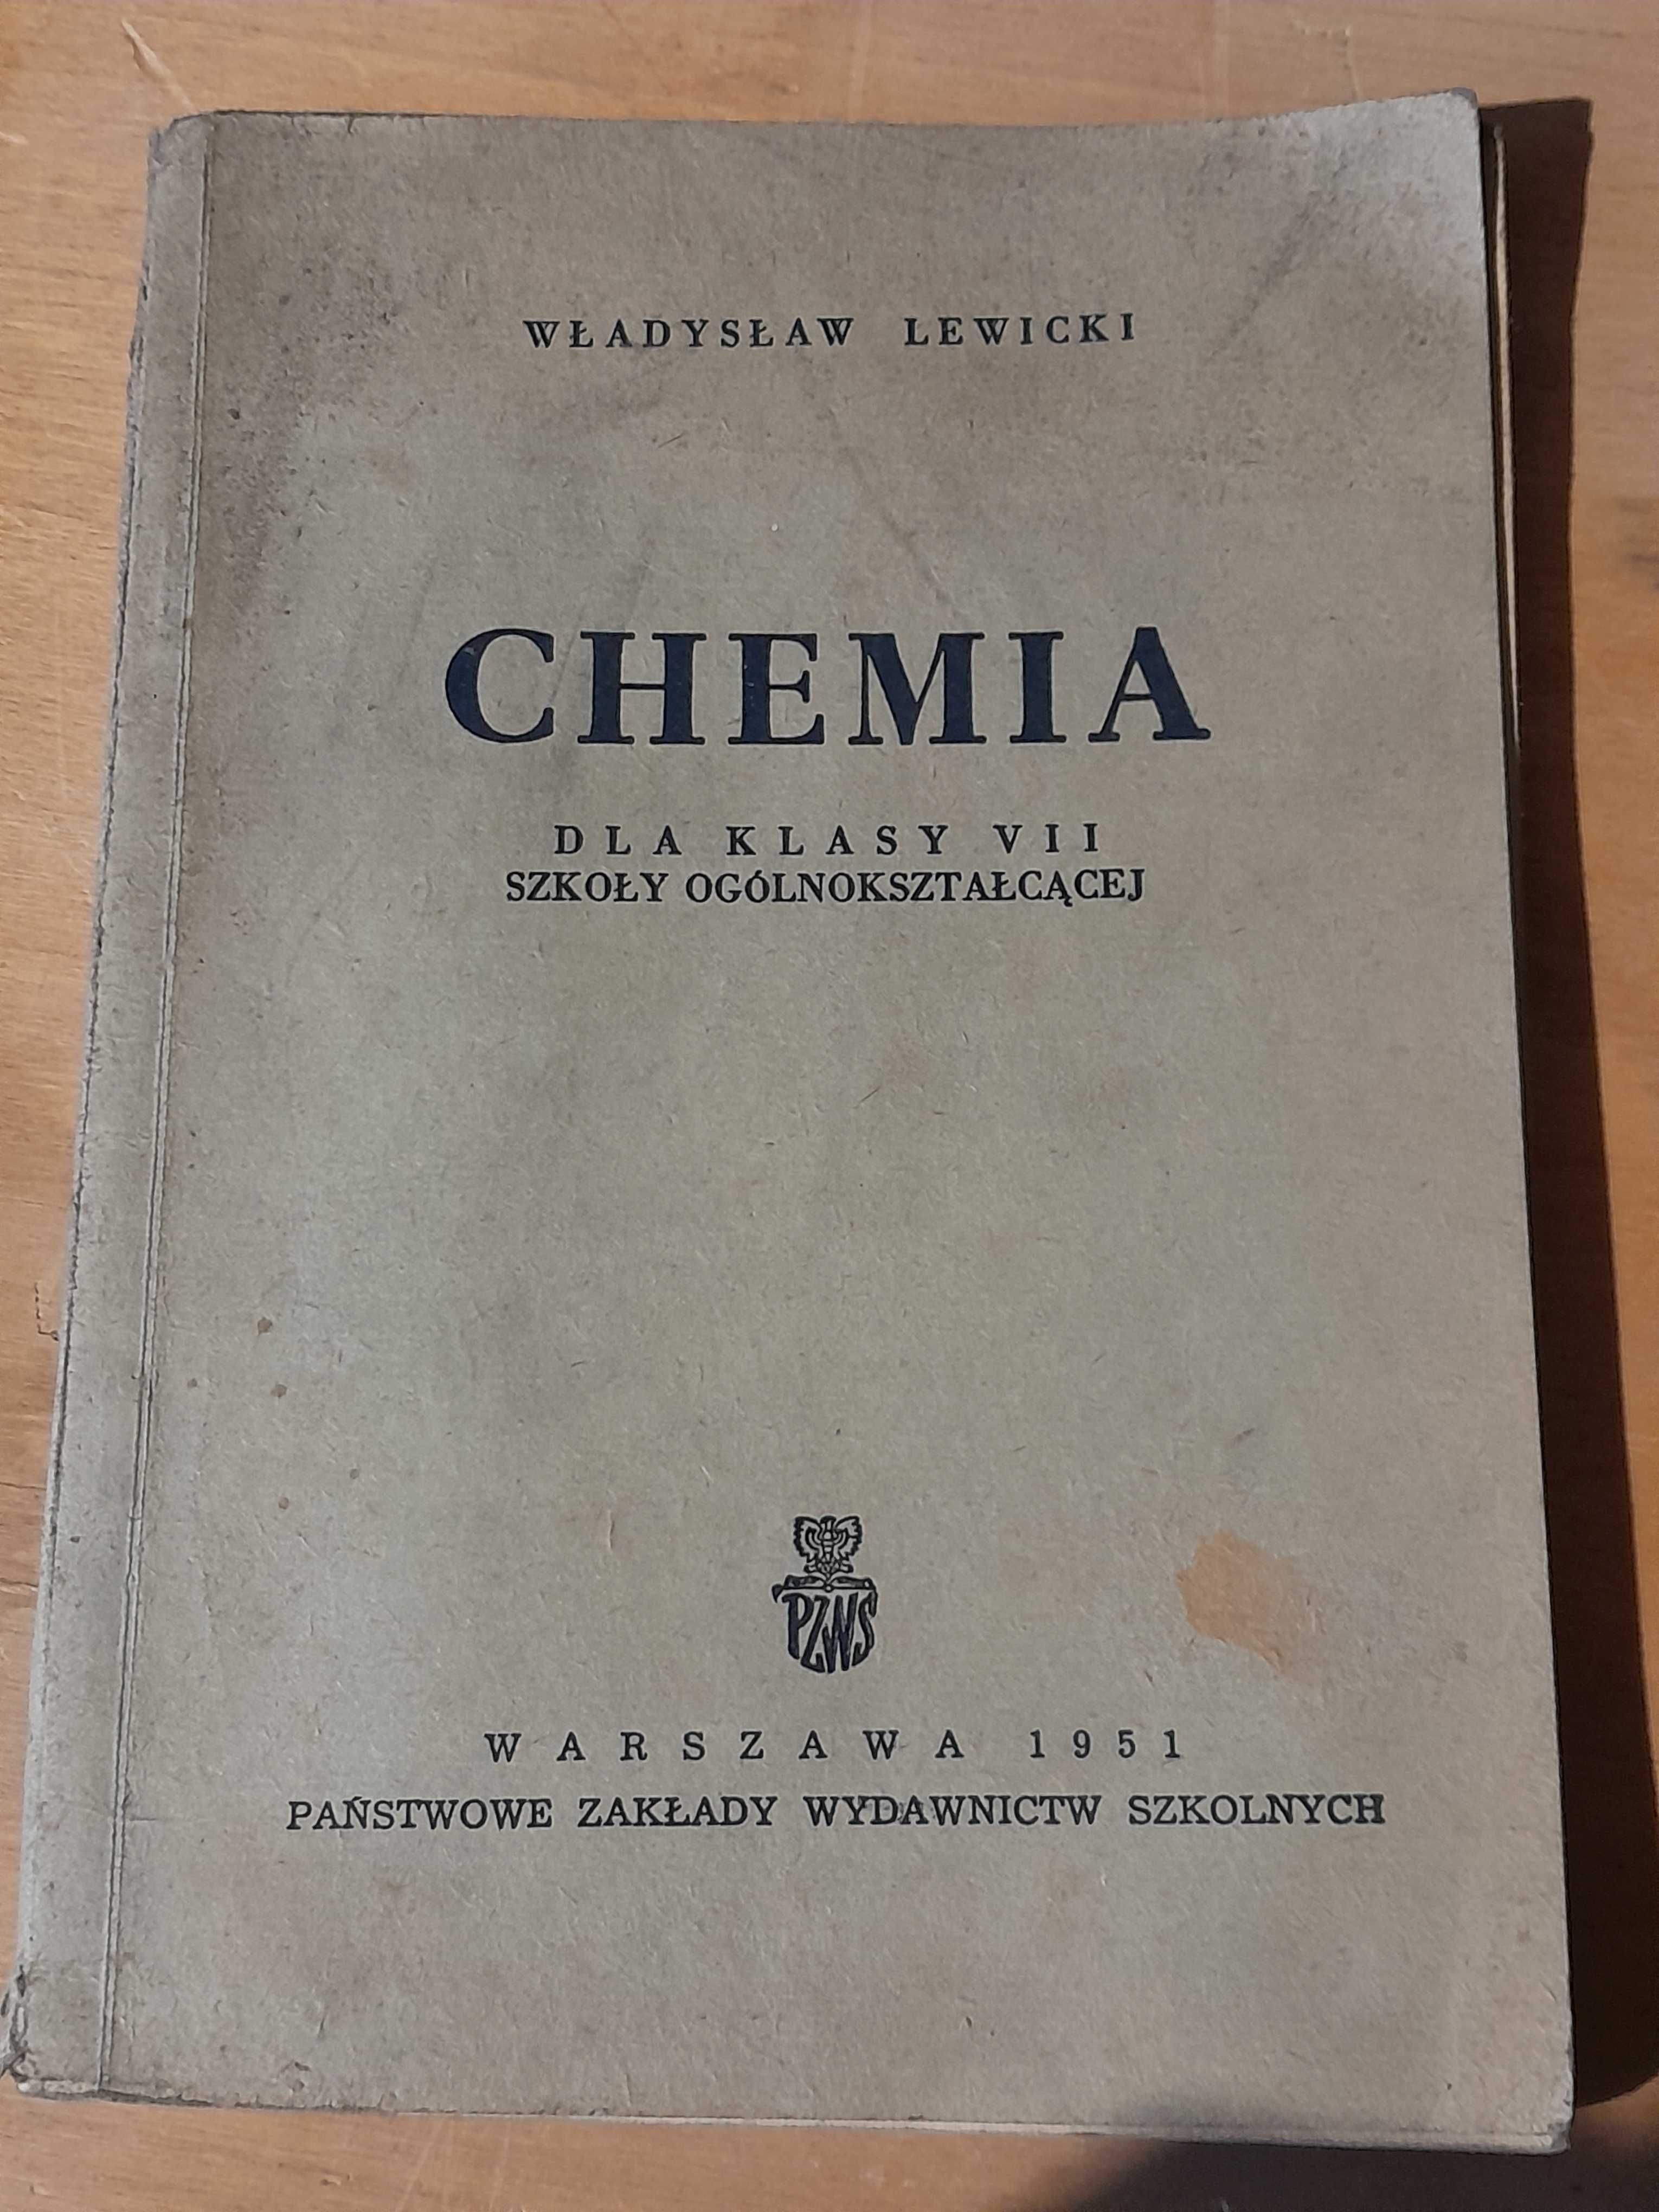 WŁADYSŁAW LEWICKI
CHEMIA
DLA KLASY VII
SZKOŁY OGÓLNOKSZTAŁCĄCEJ
PZWS
WARSZAWA 1951
PAŃSTWOWE ZAKŁADY WYDAWNICTW SZKOLNYCH